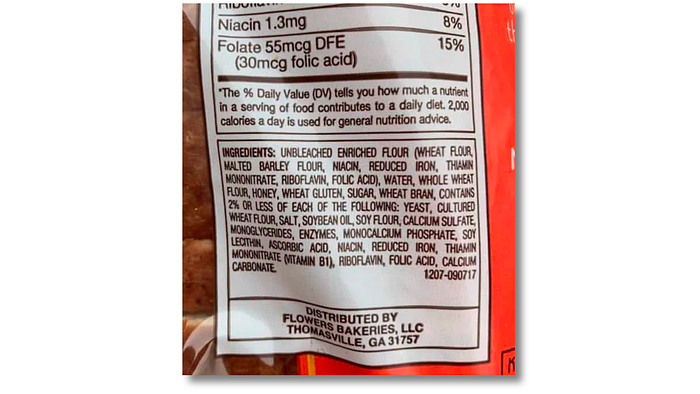 Niacin 1.3mg 8%
Folate 55mcg DFE 15%
(30mcg folic acid)
*The % Daily Value (DV) tells you how much a nutrient
in a serving of food contributes to a daily diet. 2,000
calories a day is used for general nutrition advice.
INGREDIENTS: UNBLEACHED ENRICHED FLOUR (WHEAT FLOUR,
MALTED BARLEY FLOUR, NIACIN, REDUCED IRON, THIAMIN
MONONITRATE, RIBOFLAVIN, FOLIC ACID), WATER, WHOLE WHEAT
FLOUR, HONEY, WHEAT GLUTEN, SUGAR, WHEAT BRAN, CONTAINS
2% OR LESS OF EACH OF THE FOLLOWING: YEAST, CULTURED
WHEAT FLOUR, SALT, SOYBEAN OIL, SOY FLOUR, CALCIUM SULFATE,
MONOGLYCERIDES, ENZYMES, MONOCALCIUM PHOSPHATE, SOY
LECITHIN, ASCORBIC ACID, NIACIN, REDUCED IRON, THIAMIN
MONONITRATE (VITAMIN B1), RIBOFLAVIN, FOLIC ACID, CALCIUM
CARBONATE. 1207-090717
DISTRIBUTED BY
FLOWERS BAKERIES, LLC
THOMASVILLE, GA 31757